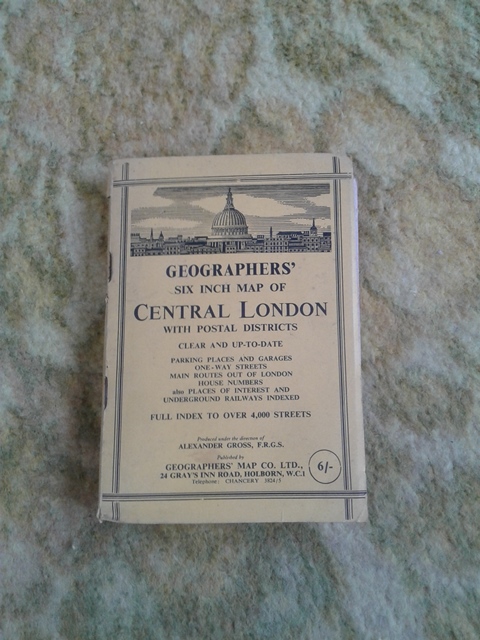 GEOGRAPHERS'
SIX INCH MAP OF
CENTRAL LONDON
WITH POSTAL DISTRICTS
CLEAR AND UP-TO-DATE
PARKING PLACES AND GARAGES
ONE-WAY STREETS
MAIN ROUTES OUT OF LONDON
HOUSE NUMBERS
also PLACES OF INTEREST AND
UNDERGROUND RAILWAYS INDEXED
FULL INDEX TO OVER 4,000 STREETS
Produced under the direction of
ALEXANDER GROSS, F.R.G.S.
Published by
GEOGRAPHERS' MAP CO. LTD.,
24 GRAY'S INN ROAD, HOLBORN, W.C.1
Telephone: CHANCERY 3824/5
6/-